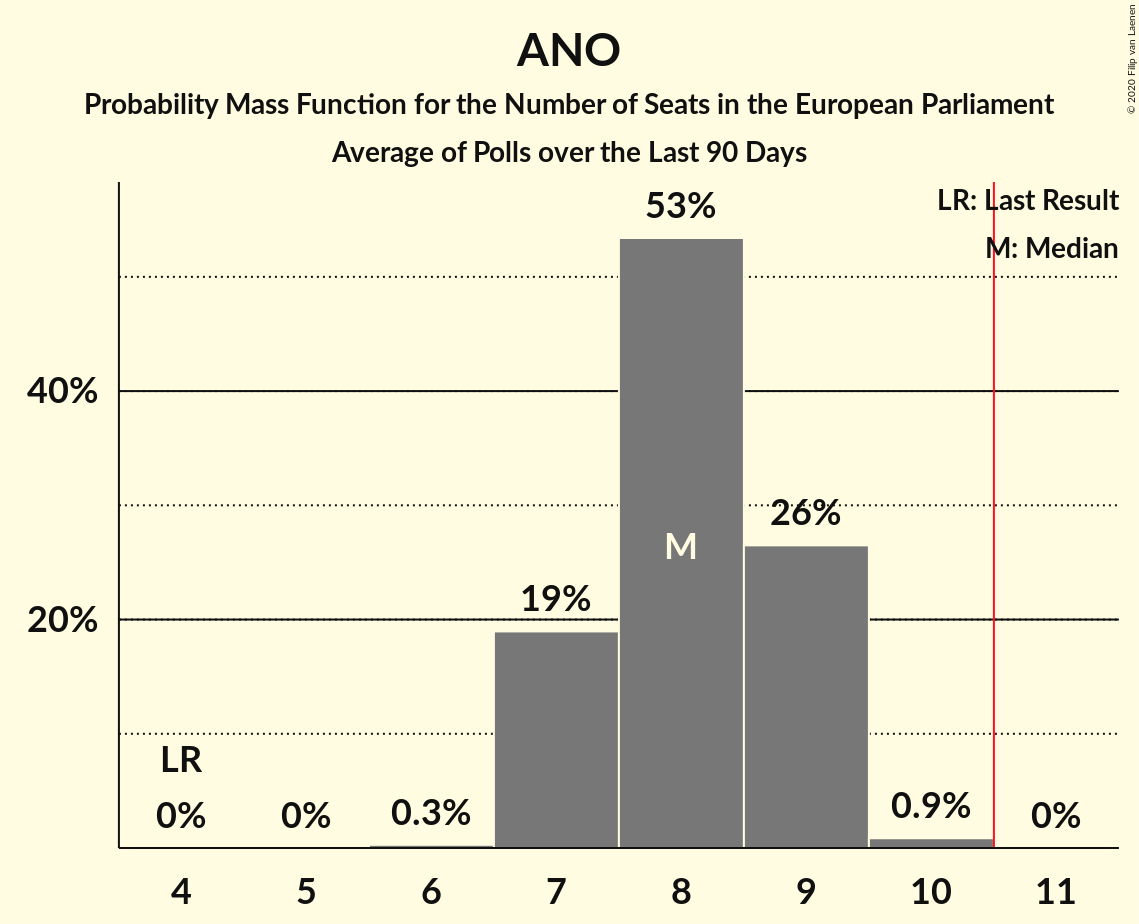 ANO
Probability Mass Function for the Number of Seats in the European Parliament
Average of Polls over the Last 90 Days
© 2020 Filip van Laenen
LR: Last Result
M: Median
53%
40%
26%
M
19%
20%
LR
0%
0%
0.3%
0.9%
0%
4
5
6
7
8
9
10
11